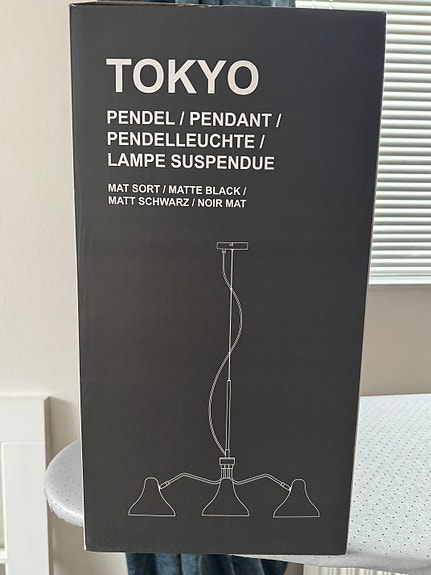 TOKYO
PENDEL / PENDANT /
PENDELLEUCHTE /
LAMPE SUSPENDUE
MAT SORT / MATTE BLACK /
MATT SCHWARZ / NOIR MAT